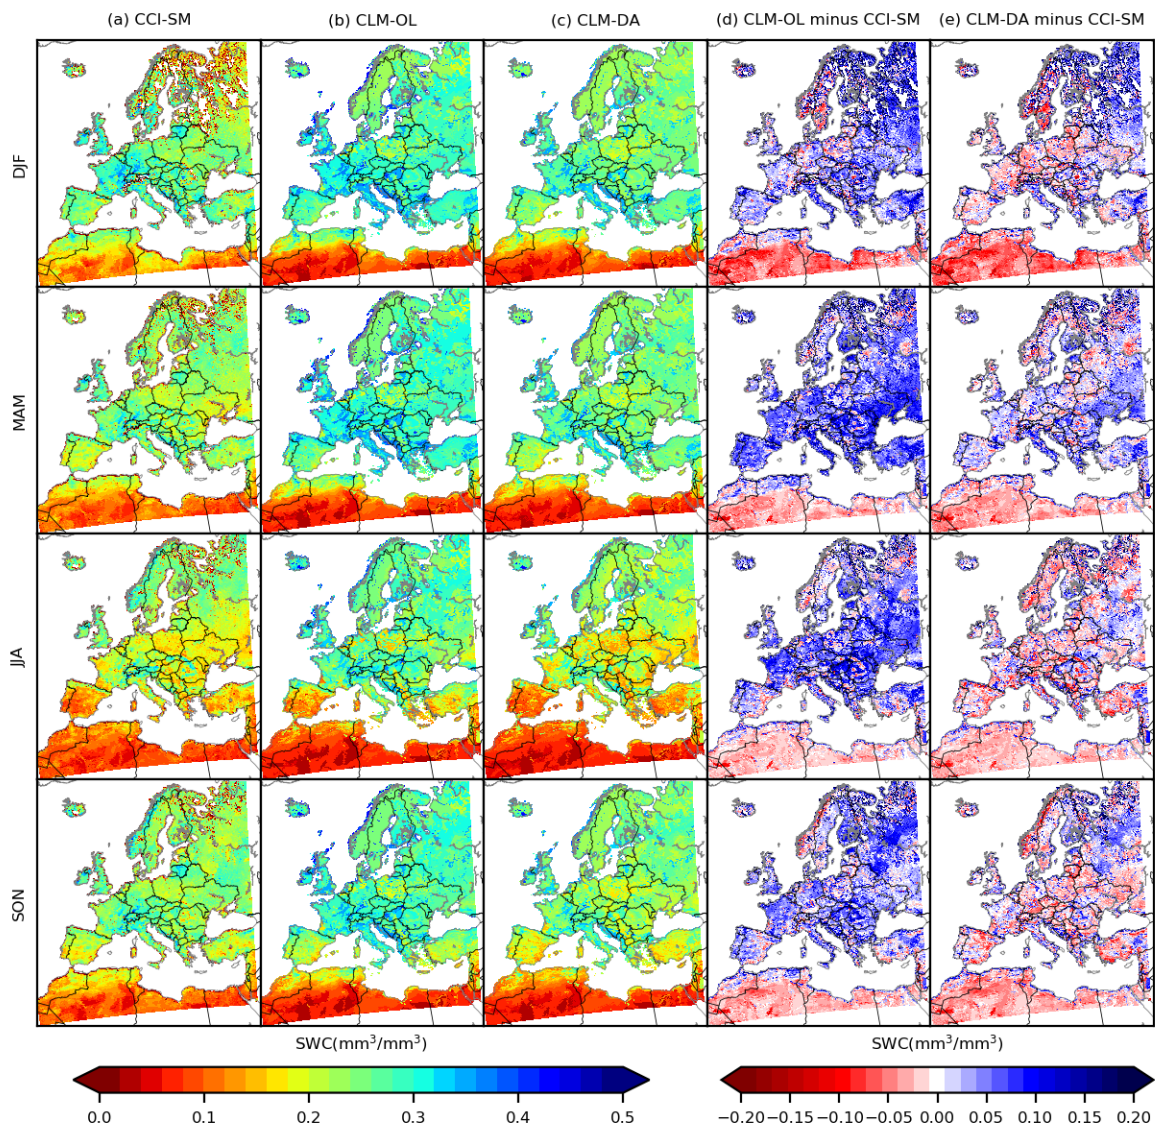 (a) CCI-SM
(b) CLM-OL
(c) CLM-DA
(d) CLM-OL minus CCI-SM
(e) CLM-DA minus CCI-SM
DJF
MAM
JJA
SON
SWC(mm³/mm³)
SWC(mm³/mm³)
0.0 0.1 0.2 0.3 0.4 0.5
−0.20 −0.15 −0.10 −0.05 0.00 0.05 0.10 0.15 0.20